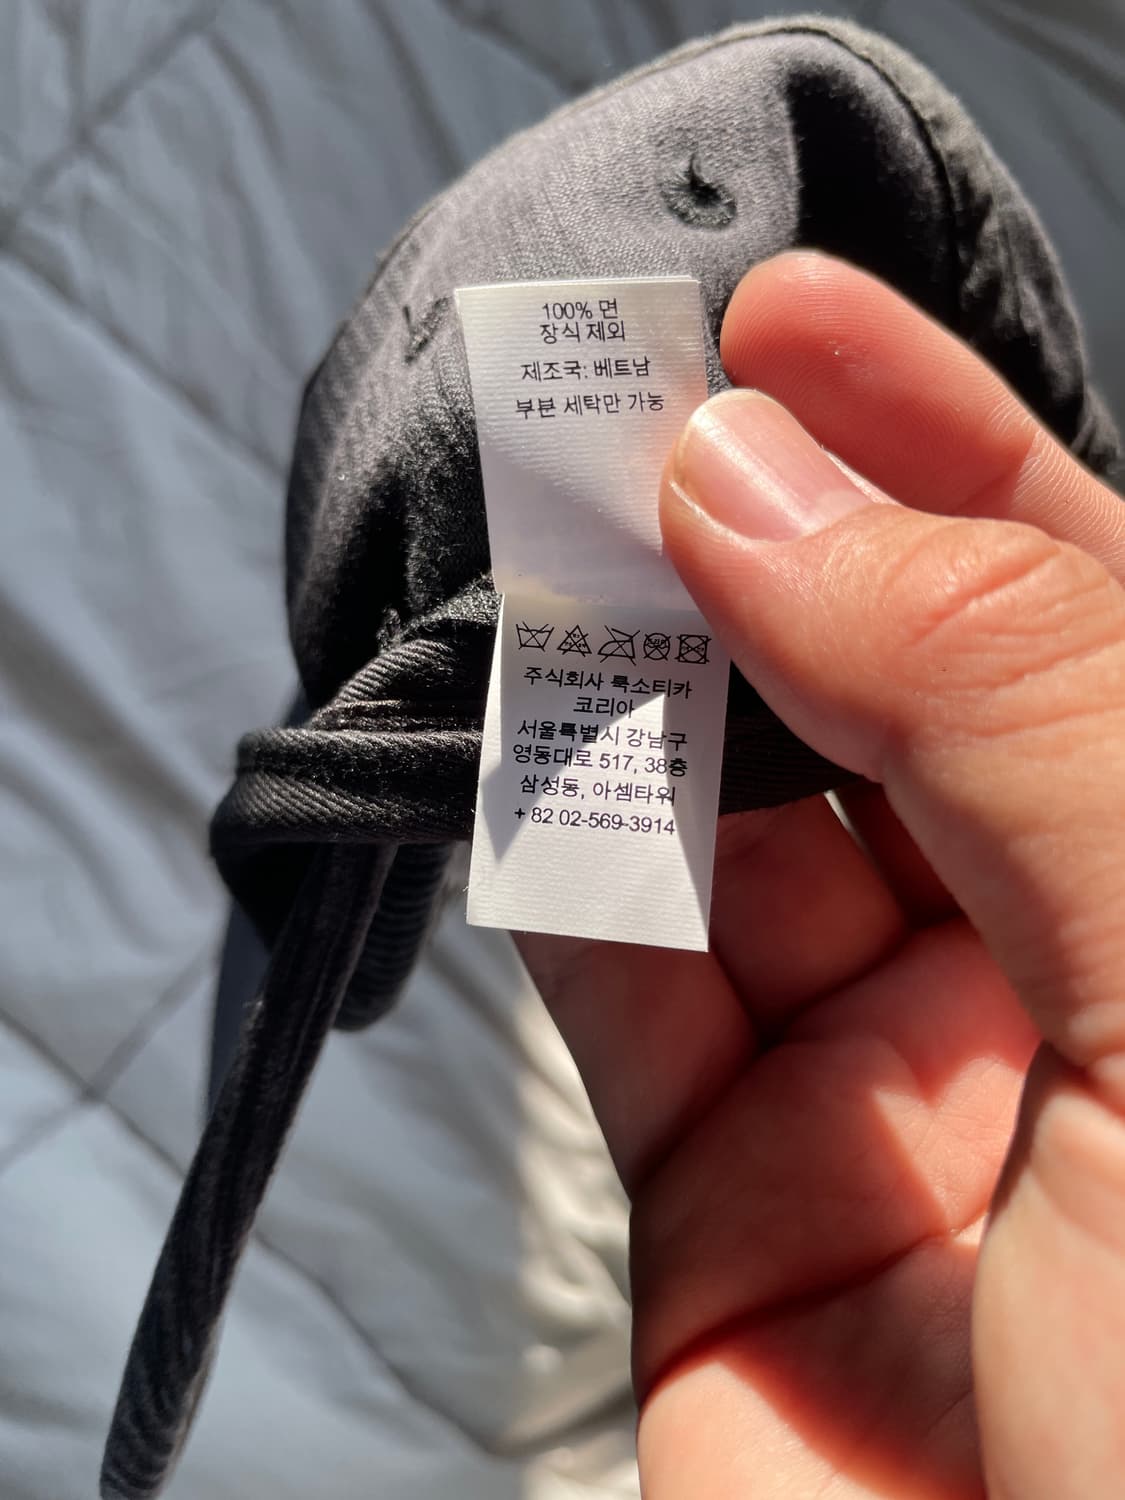 100% 면
장식 제외
제조국: 베트남
부분 세탁만 가능
주식회사 룩소티카
코리아
서울특별시 강남구
영동대로 517, 38층
삼성동, 아셈타워
+ 82 02-569-3914